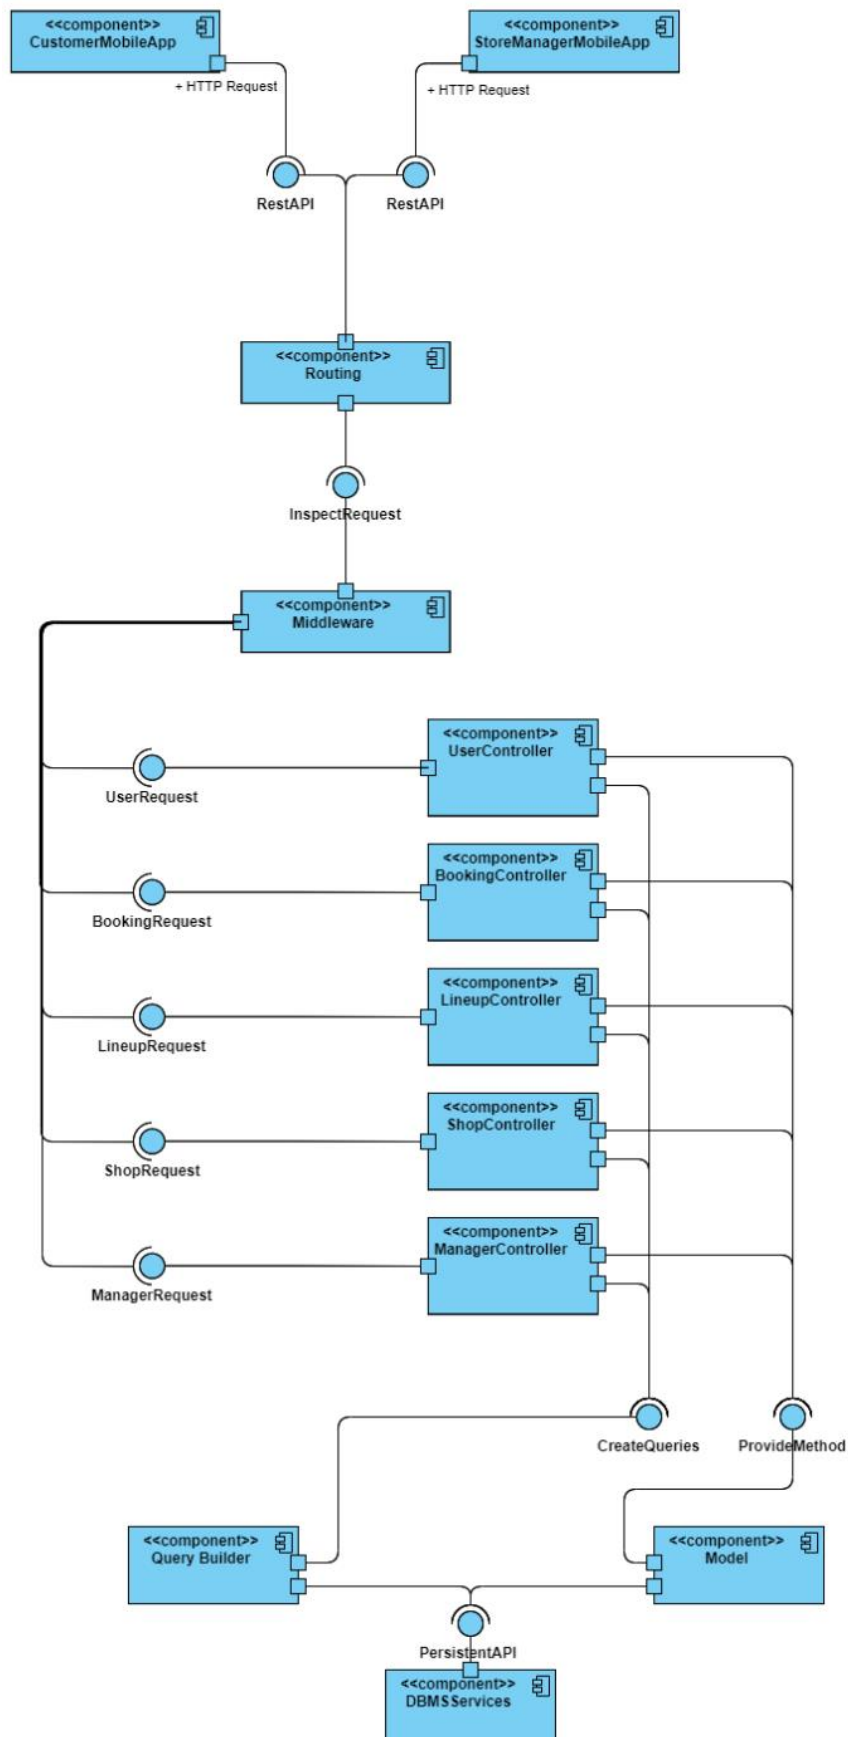 <<component>>
CustomerMobileApp
<<component>>
StoreManagerMobileApp
+ HTTP Request
+ HTTP Request
RestAPI
RestAPI
<<component>>
Routing
InspectRequest
<<component>>
Middleware
<<component>>
UserController
UserRequest
<<component>>
BookingController
BookingRequest
<<component>>
LineupController
LineupRequest
<<component>>
ShopController
ShopRequest
<<component>>
ManagerController
ManagerRequest
CreateQueries
ProvideMethod
<<component>>
Query Builder
<<component>>
Model
PersistentAPI
<<component>>
DBMSServices